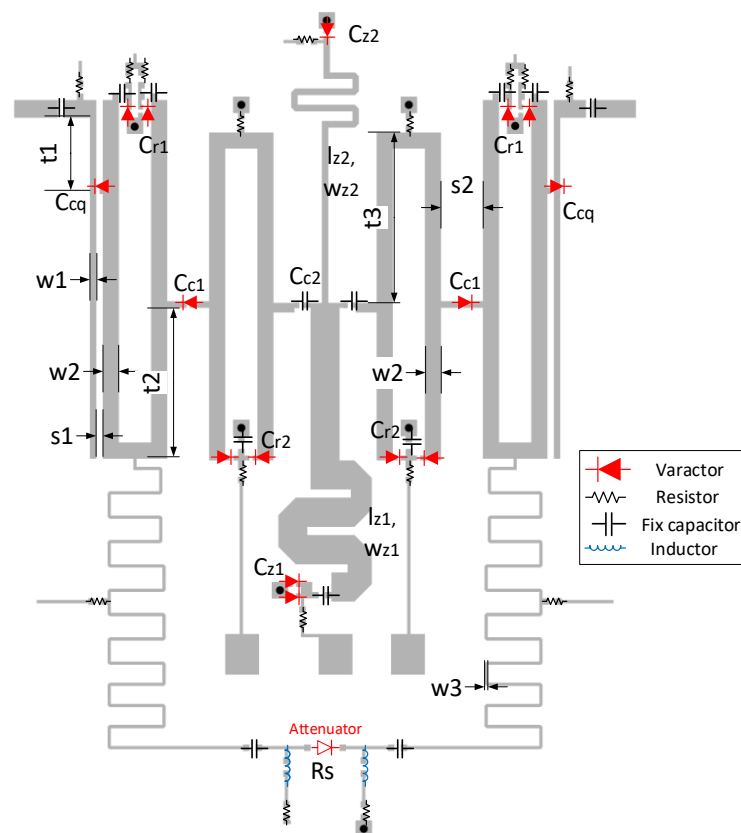 Cz2
Cr1
Cr1
t1
lz2,
wz2
t3
s2
Ccq
Ccq
w1
Cc1
Cc2
Cc1
w2
t2
w2
s1
Cr2
Cr2
lz1,
wz1
Cz1
Varactor
Resistor
Fix capacitor
Inductor
w3
Attenuator
Rs